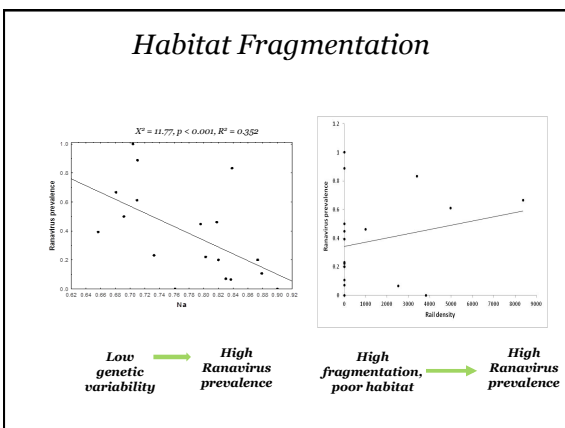 Habitat Fragmentation
X² = 11.77, p < 0.001, R² = 0.352
Ranavirus prevalence
1.0
0.8
0.6
0.4
0.2
0.0
0.62 0.64 0.66 0.68 0.70 0.72 0.74 0.76 0.78 0.80 0.82 0.84 0.86 0.88 0.90 0.92
Na
Ranavirus prevalence
1.2
1
0.8
0.6
0.4
0.2
0
0 1000 2000 3000 4000 5000 6000 7000 8000 9000
Rail density
Low
genetic
variability
High
Ranavirus
prevalence
High
fragmentation,
poor habitat
High
Ranavirus
prevalence